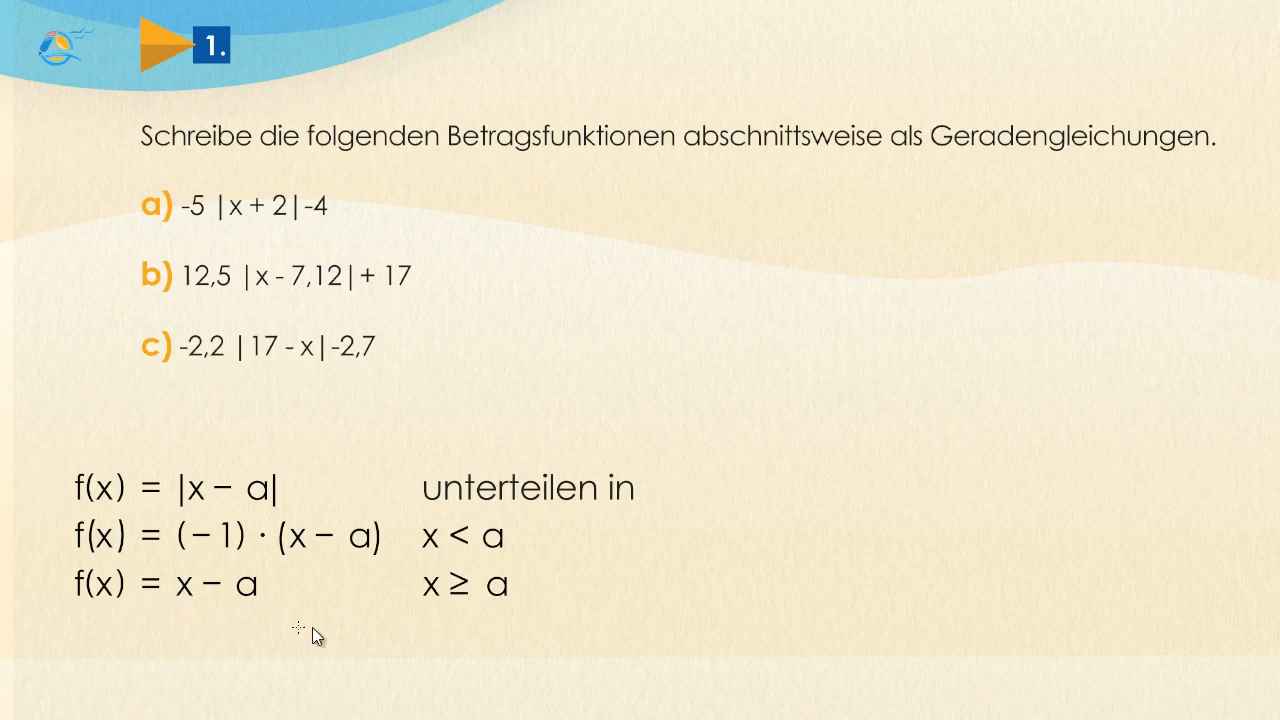 1.
Schreibe die folgenden Betragsfunktionen abschnittsweise als Geradengleichungen.
a) -5 |x + 2|-4
b) 12,5 |x - 7,12|+ 17
c) -2,2 |17 - x|-2,7
f(x) = |x − a| unterteilen in
f(x) = (−1) · (x − a) x < a
f(x) = x − a x ≥ a